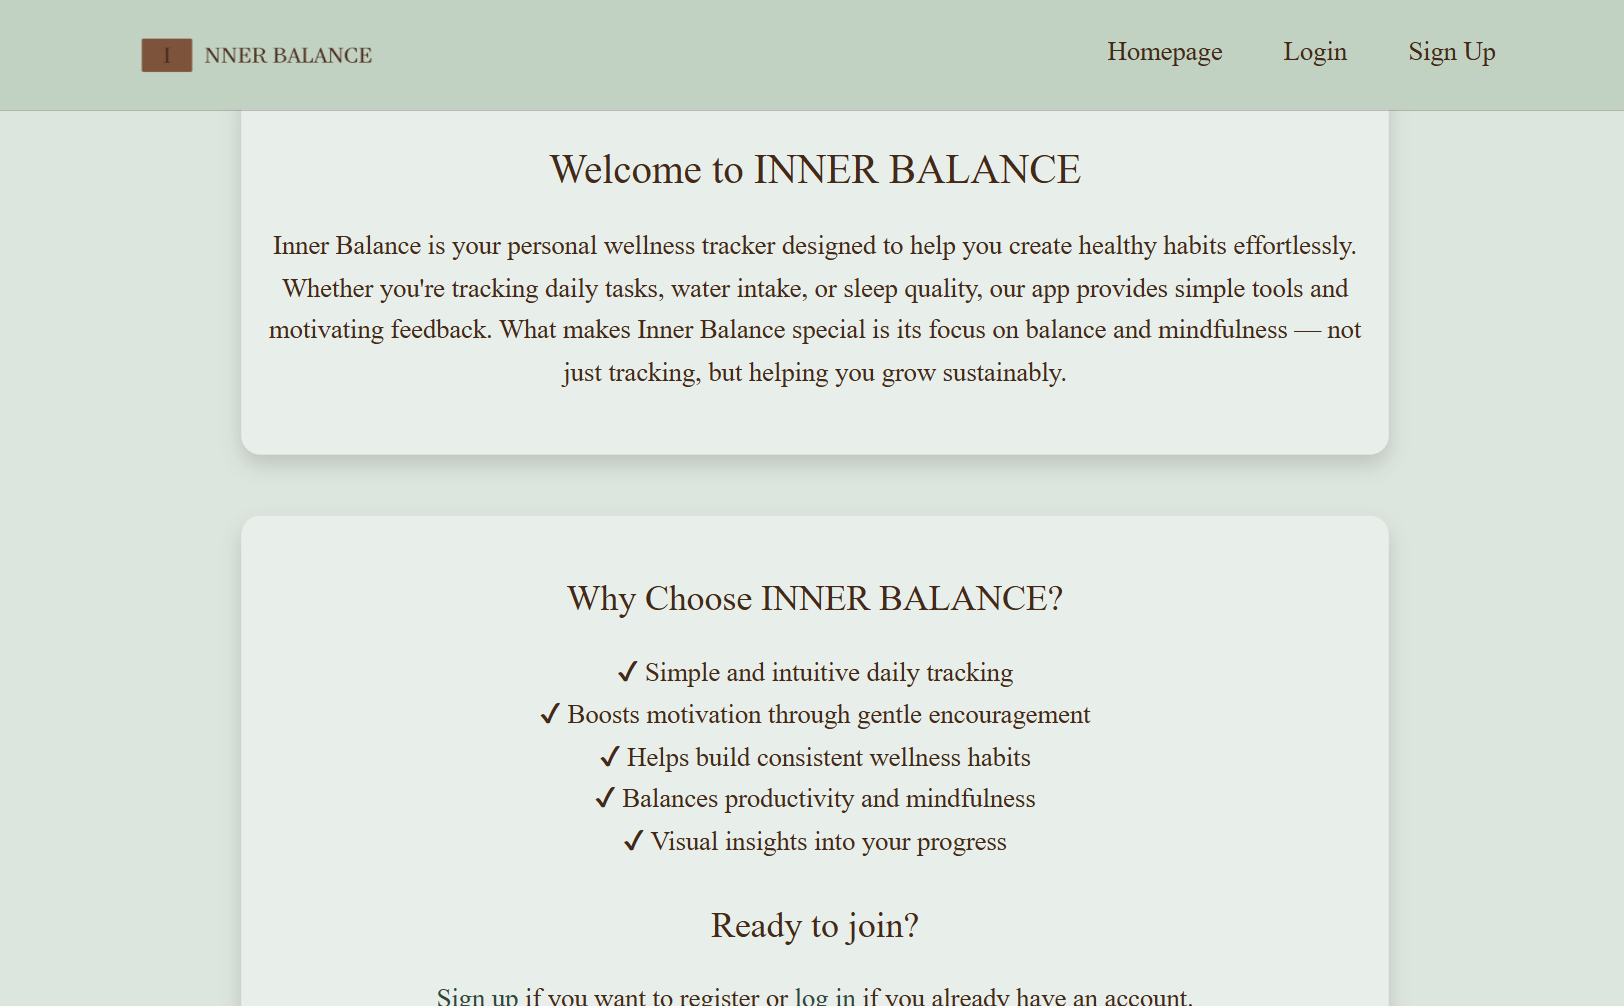 I NNER BALANCE
Homepage Login Sign Up
Welcome to INNER BALANCE
Inner Balance is your personal wellness tracker designed to help you create healthy habits effortlessly.
Whether you're tracking daily tasks, water intake, or sleep quality, our app provides simple tools and
motivating feedback. What makes Inner Balance special is its focus on balance and mindfulness — not
just tracking, but helping you grow sustainably.
Why Choose INNER BALANCE?
✔ Simple and intuitive daily tracking
✔ Boosts motivation through gentle encouragement
✔ Helps build consistent wellness habits
✔ Balances productivity and mindfulness
✔ Visual insights into your progress
Ready to join?
Sign up if you want to register or log in if you already have an account.